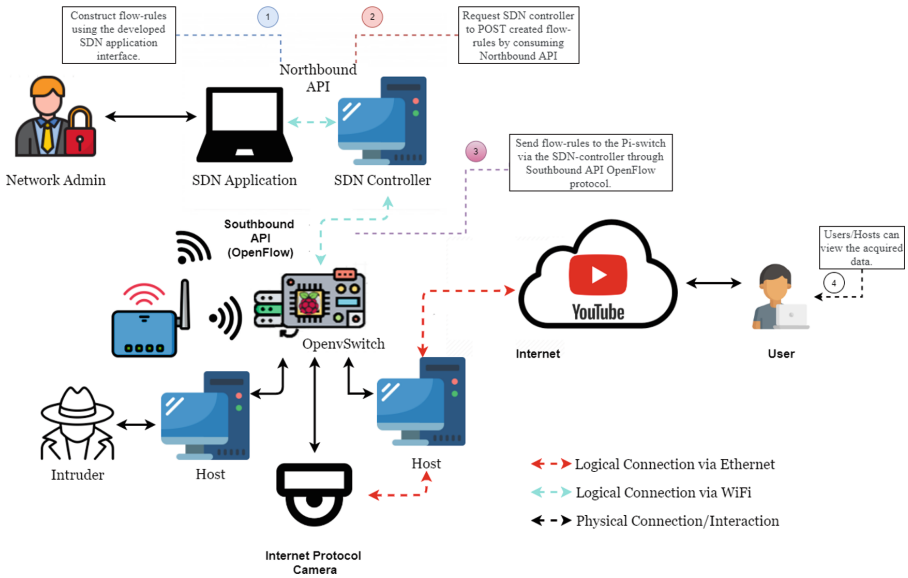 Construct flow-rules
using the developed
SDN application
interface.
1
2
Request SDN controller
to POST created flow-
rules by consuming
Northbound API
Northbound
API
Network Admin
SDN Application
SDN Controller
3
Send flow-rules to the Pi-switch
via the SDN-controller through
Southbound API OpenFlow
protocol.
Southbound
API
(OpenFlow)
OpenvSwitch
YouTube
Internet
Users/Hosts can
view the acquired
data.
4
User
Intruder
Host
Host
Internet Protocol
Camera
Logical Connection via Ethernet
Logical Connection via WiFi
Physical Connection/Interaction